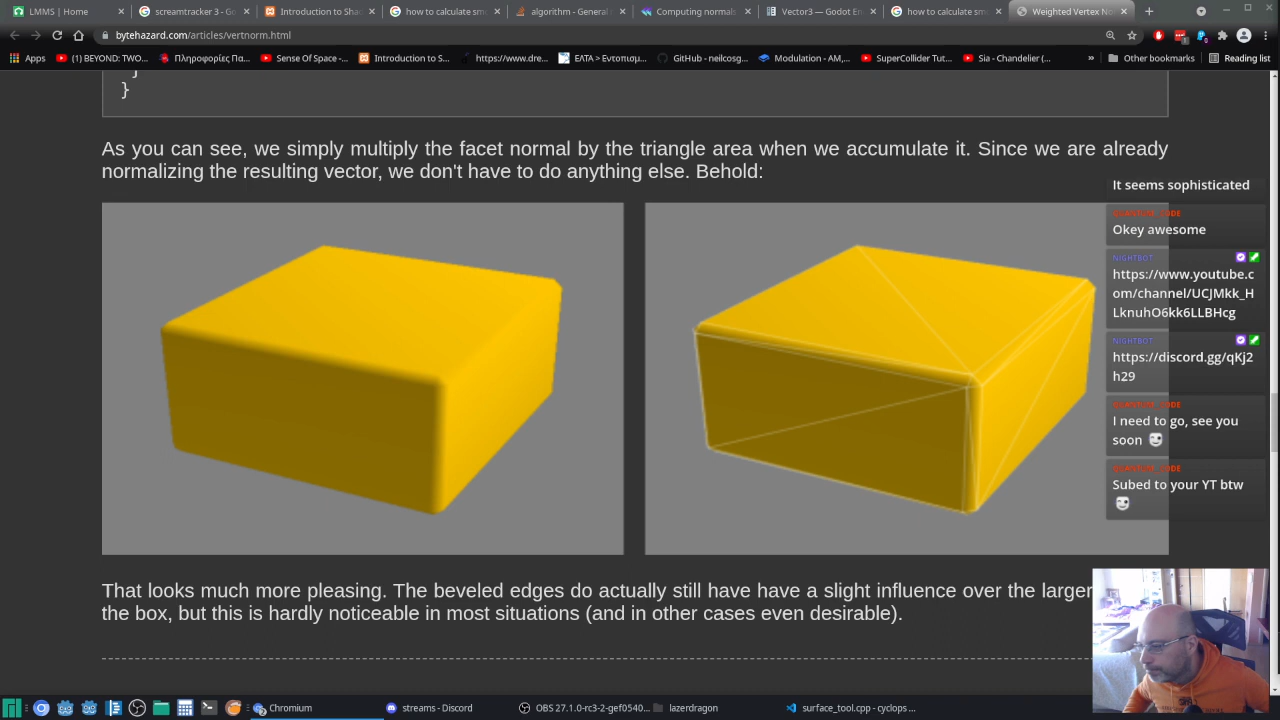 LMMS | Home
screamtracker 3 - Go
Introduction to Shac
how to calculate smo
algorithm - General
Computing normals
Vector3 — Godot En
how to calculate smo
Weighted Vertex No
bytehazard.com/articles/vertnorm.html
Apps
(1) BEYOND: TWO...
Πληροφορίες Πα...
Sense Of Space -...
Introduction to S...
https://www.dre...
ΕΛΤΑ > Εντοπισμ...
GitHub - neilcosg...
Modulation - AM,...
SuperCollider Tut...
Sia - Chandelier (...
»
Other bookmarks
Reading list
}
}
As you can see, we simply multiply the facet normal by the triangle area when we accumulate it. Since we are already
normalizing the resulting vector, we don't have to do anything else. Behold:
It seems sophisticated
QUANTUM_CODE
Okey awesome
NIGHTBOT
https://www.youtube.c
om/channel/UCJMkk_H
LknuhO6kk6LLBHcg
NIGHTBOT
https://discord.gg/qKj2
h29
QUANTUM_CODE
I need to go, see you
soon
QUANTUM_CODE
Subed to your YT btw
That looks much more pleasing. The beveled edges do actually still have have a slight influence over the larger
the box, but this is hardly noticeable in most situations (and in other cases even desirable).
Chromium
streams - Discord
OBS 27.1.0-rc3-2-gef0540...
lazerdragon
surface_tool.cpp - cyclops ...